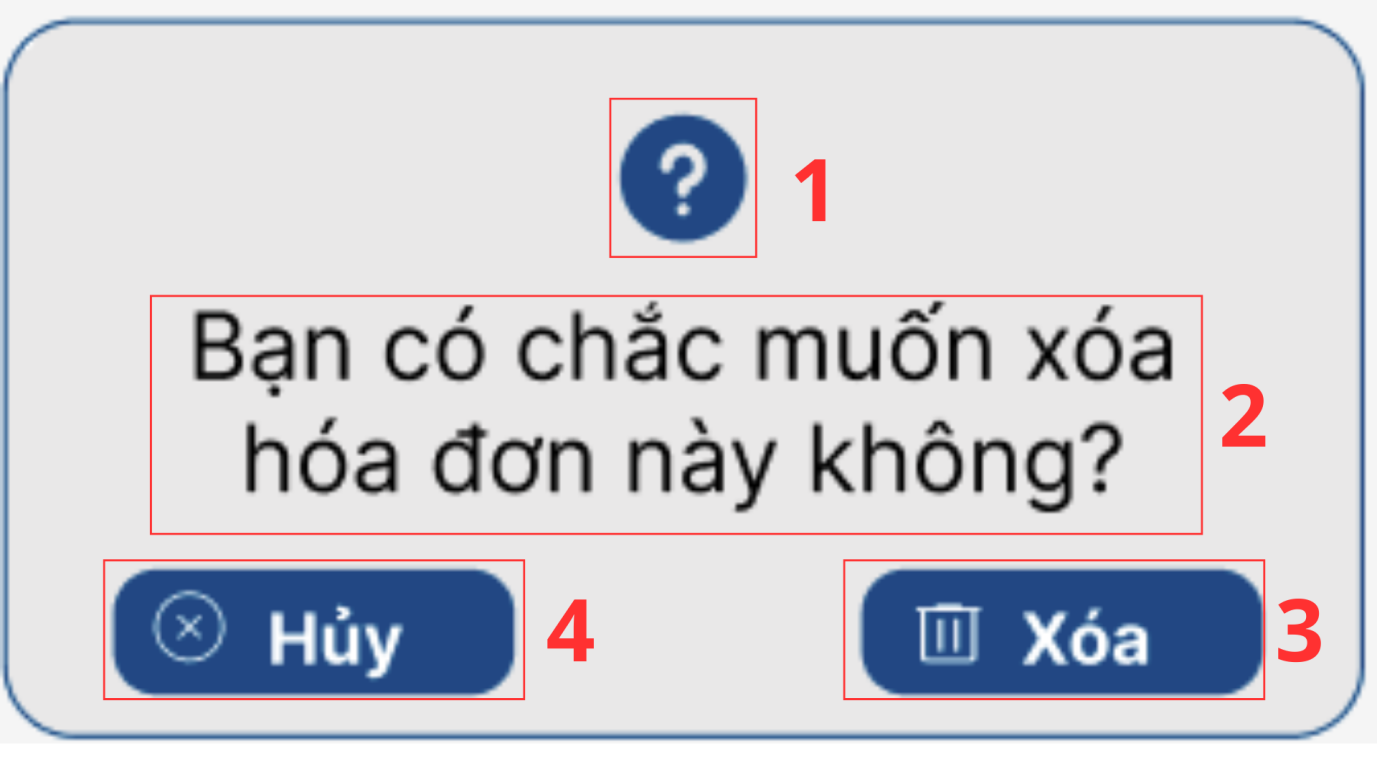 ?
1
Bạn có chắc muốn xóa
hóa đơn này không?
2
Hủy
4
Xóa
3